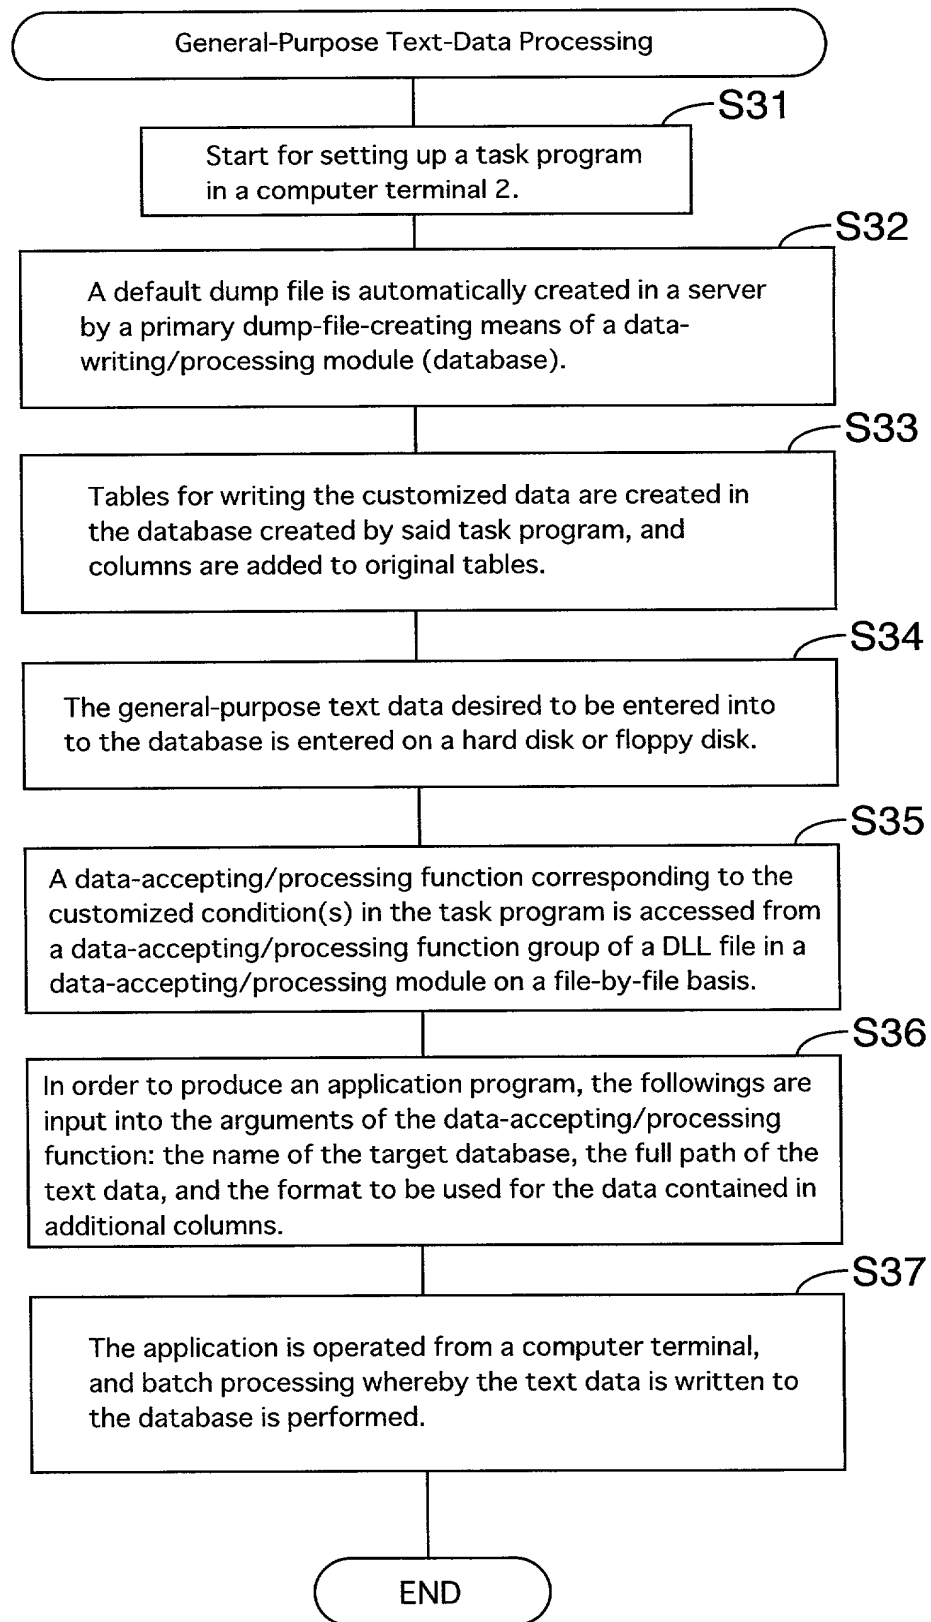 General-Purpose Text-Data Processing
S31
Start for setting up a task program
in a computer terminal 2.
S32
A default dump file is automatically created in a server
by a primary dump-file-creating means of a data-
writing/processing module (database).
S33
Tables for writing the customized data are created in
the database created by said task program, and
columns are added to original tables.
S34
The general-purpose text data desired to be entered into
to the database is entered on a hard disk or floppy disk.
S35
A data-accepting/processing function corresponding to the
customized condition(s) in the task program is accessed from
a data-accepting/processing function group of a DLL file in a
data-accepting/processing module on a file-by-file basis.
S36
In order to produce an application program, the followings are
input into the arguments of the data-accepting/processing
function: the name of the target database, the full path of the
text data, and the format to be used for the data contained in
additional columns.
S37
The application is operated from a computer terminal,
and batch processing whereby the text data is written to
the database is performed.
END